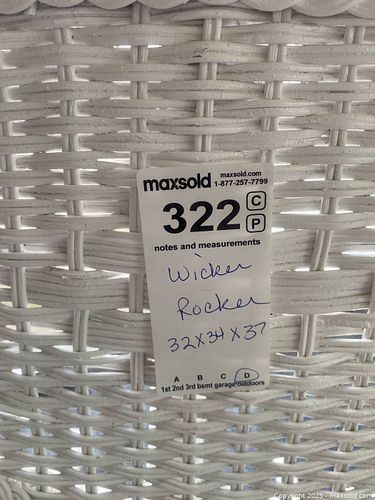 maxsold maxsold.com
1-877-257-7799
322 C
P
notes and measurements
Wicker
Rocker
32x34x37
A B C D
1st 2nd 3rd bsmt garage outdoors
Copyright 2025 - maxsold.com